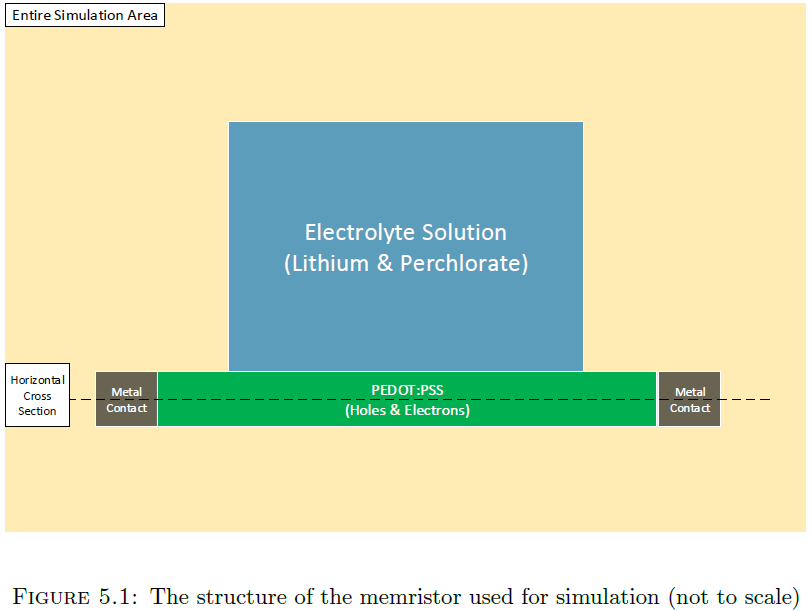 Entire Simulation Area
Electrolyte Solution
(Lithium & Perchlorate)
Horizontal
Cross
Section
Metal
Contact
PEDOT:PSS
(Holes & Electrons)
Metal
Contact
FIGURE 5.1: The structure of the memristor used for simulation (not to scale)